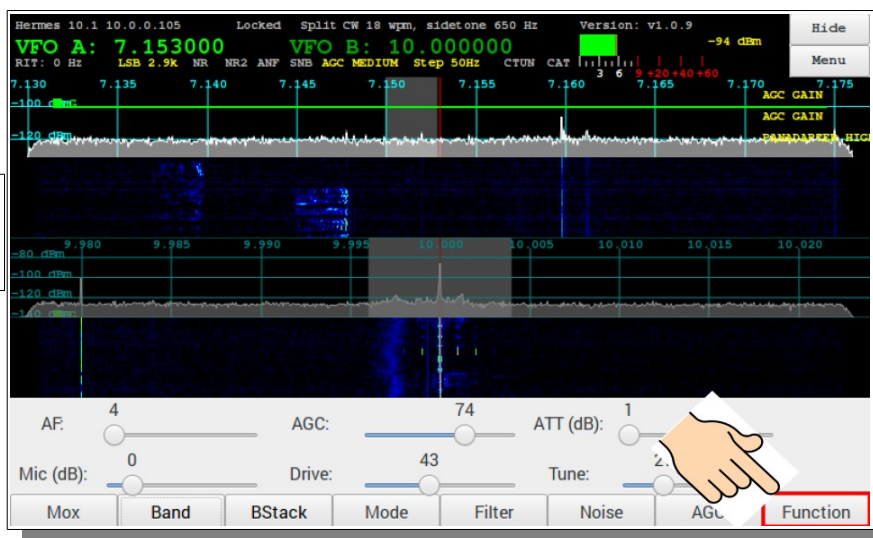 Hermes 10.1 10.0.0.105 Locked Split CW 18 wpm, sidetone 650 Hz Version: v1.0.9 Hide
VFO A: 7.153000 VFO B: 10.000000 -94 dBm
RIT: 0 Hz LSB 2.9k NR NR2 ANF SNB AGC MEDIUM Step 50Hz CTUN CAT Menu
3 6 9 +20 +40 +60
7.130 7.135 7.140 7.145 7.150 7.155 7.160 7.165 7.170 7.175
-100 dBm AGC GAIN
AGC GAIN
-120 dBm
9.980 9.985 9.990 9.995 10.000 10.005 10.010 10.015 10.020
-80 dBm
-100 dBm
-120 dBm
-140 dBm
4 74 1
AF: AGC: ATT (dB):
0 43
Mic (dB): Drive: Tune:
Mox Band BStack Mode Filter Noise AGC Function